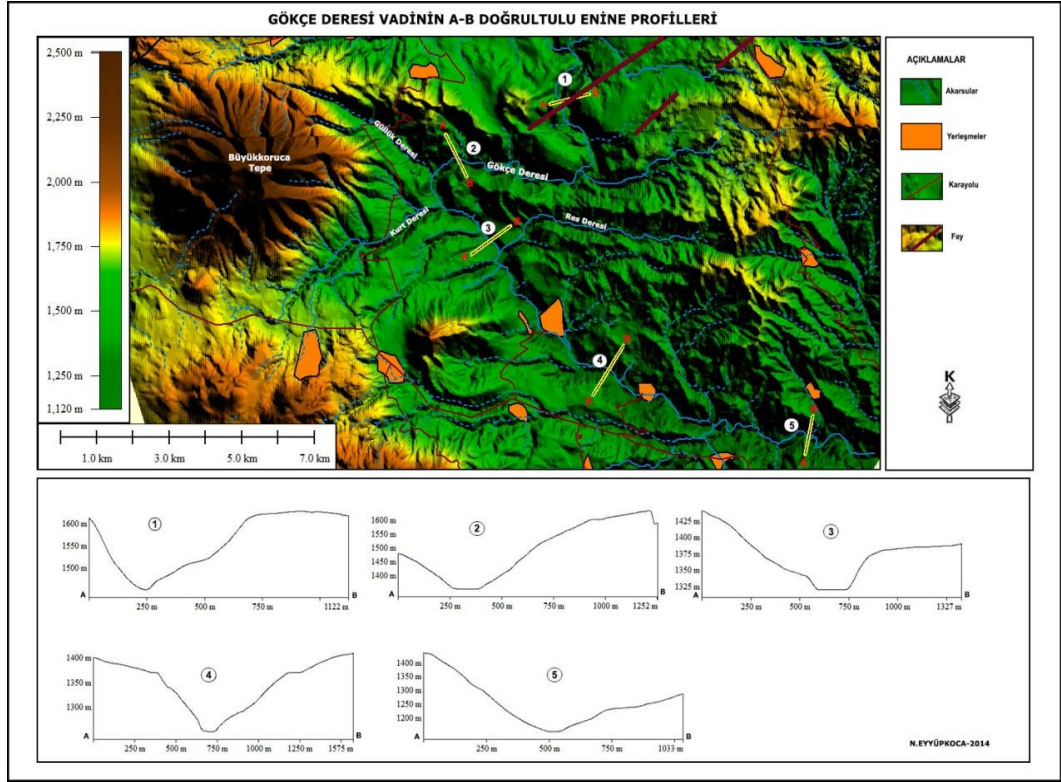 GÖKÇE DERESİ VADİNİN A-B DOĞRULTULU ENİNE PROFİLLERİ
2,500 m
2,250 m
2,000 m
1,750 m
1,500 m
1,250 m
1,120 m
1.0 km 3.0 km 5.0 km 7.0 km
Büyükkoruca
Tepe
Güllük Deresi
Kurt Deresi
Gökçe Deresi
Res Deresi
1
A B
2
A
B
3
A B
4
A B
5
A B
AÇIKLAMALAR
Akarsular
Yerleşmeler
Karayolu
Fay
K
1
1600 m
1550 m
1500 m
A B
250 m 500 m 750 m 1122 m
2
1600 m
1500 m
1450 m
1400 m
A B
250 m 500 m 750 m 1000 m 1252 m
3
1425 m
1400 m
1375 m
1350 m
1325 m
A B
250 m 500 m 750 m 1000 m 1327 m
4
1400 m
1350 m
1300 m
A B
250 m 500 m 750 m 1000 m 1250 m 1575 m
5
1400 m
1350 m
1300 m
1250 m
1200 m
A B
250 m 500 m 750 m 1033 m
N.EYYÜPKOCA-2014